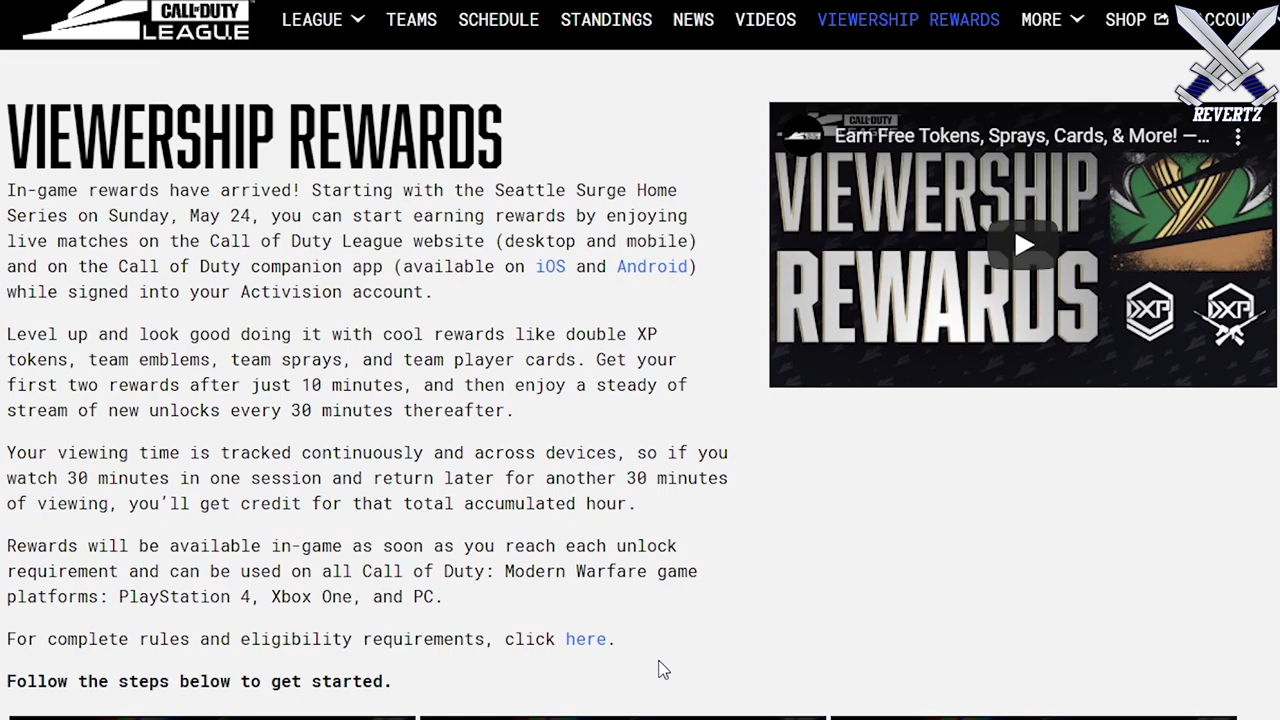 CALL OF DUTY
LEAGUE
LEAGUE TEAMS SCHEDULE STANDINGS NEWS VIDEOS VIEWERSHIP REWARDS MORE SHOP
REVERTZ
VIEWERSHIP REWARDS
In-game rewards have arrived! Starting with the Seattle Surge Home
Series on Sunday, May 24, you can start earning rewards by enjoying
live matches on the Call of Duty League website (desktop and mobile)
and on the Call of Duty companion app (available on iOS and Android)
while signed into your Activision account.
Level up and look good doing it with cool rewards like double XP
tokens, team emblems, team sprays, and team player cards. Get your
first two rewards after just 10 minutes, and then enjoy a steady of
stream of new unlocks every 30 minutes thereafter.
Your viewing time is tracked continuously and across devices, so if you
watch 30 minutes in one session and return later for another 30 minutes
of viewing, you'll get credit for that total accumulated hour.
Rewards will be available in-game as soon as you reach each unlock
requirement and can be used on all Call of Duty: Modern Warfare game
platforms: PlayStation 4, Xbox One, and PC.
For complete rules and eligibility requirements, click here.
Follow the steps below to get started.
CALL OF DUTY
Earn Free Tokens, Sprays, Cards, & More! —...
VIEWERSHIP
REWARDS
DXP DXP